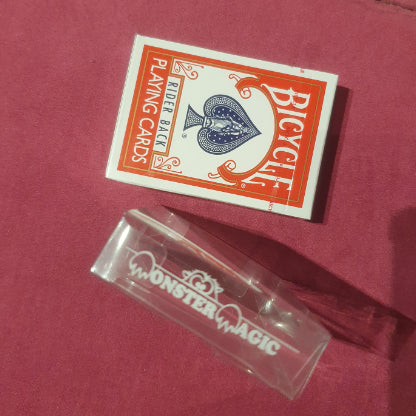 BICYCLE
®
RIDER BACK
PLAYING CARDS
MONSTER MAGIC